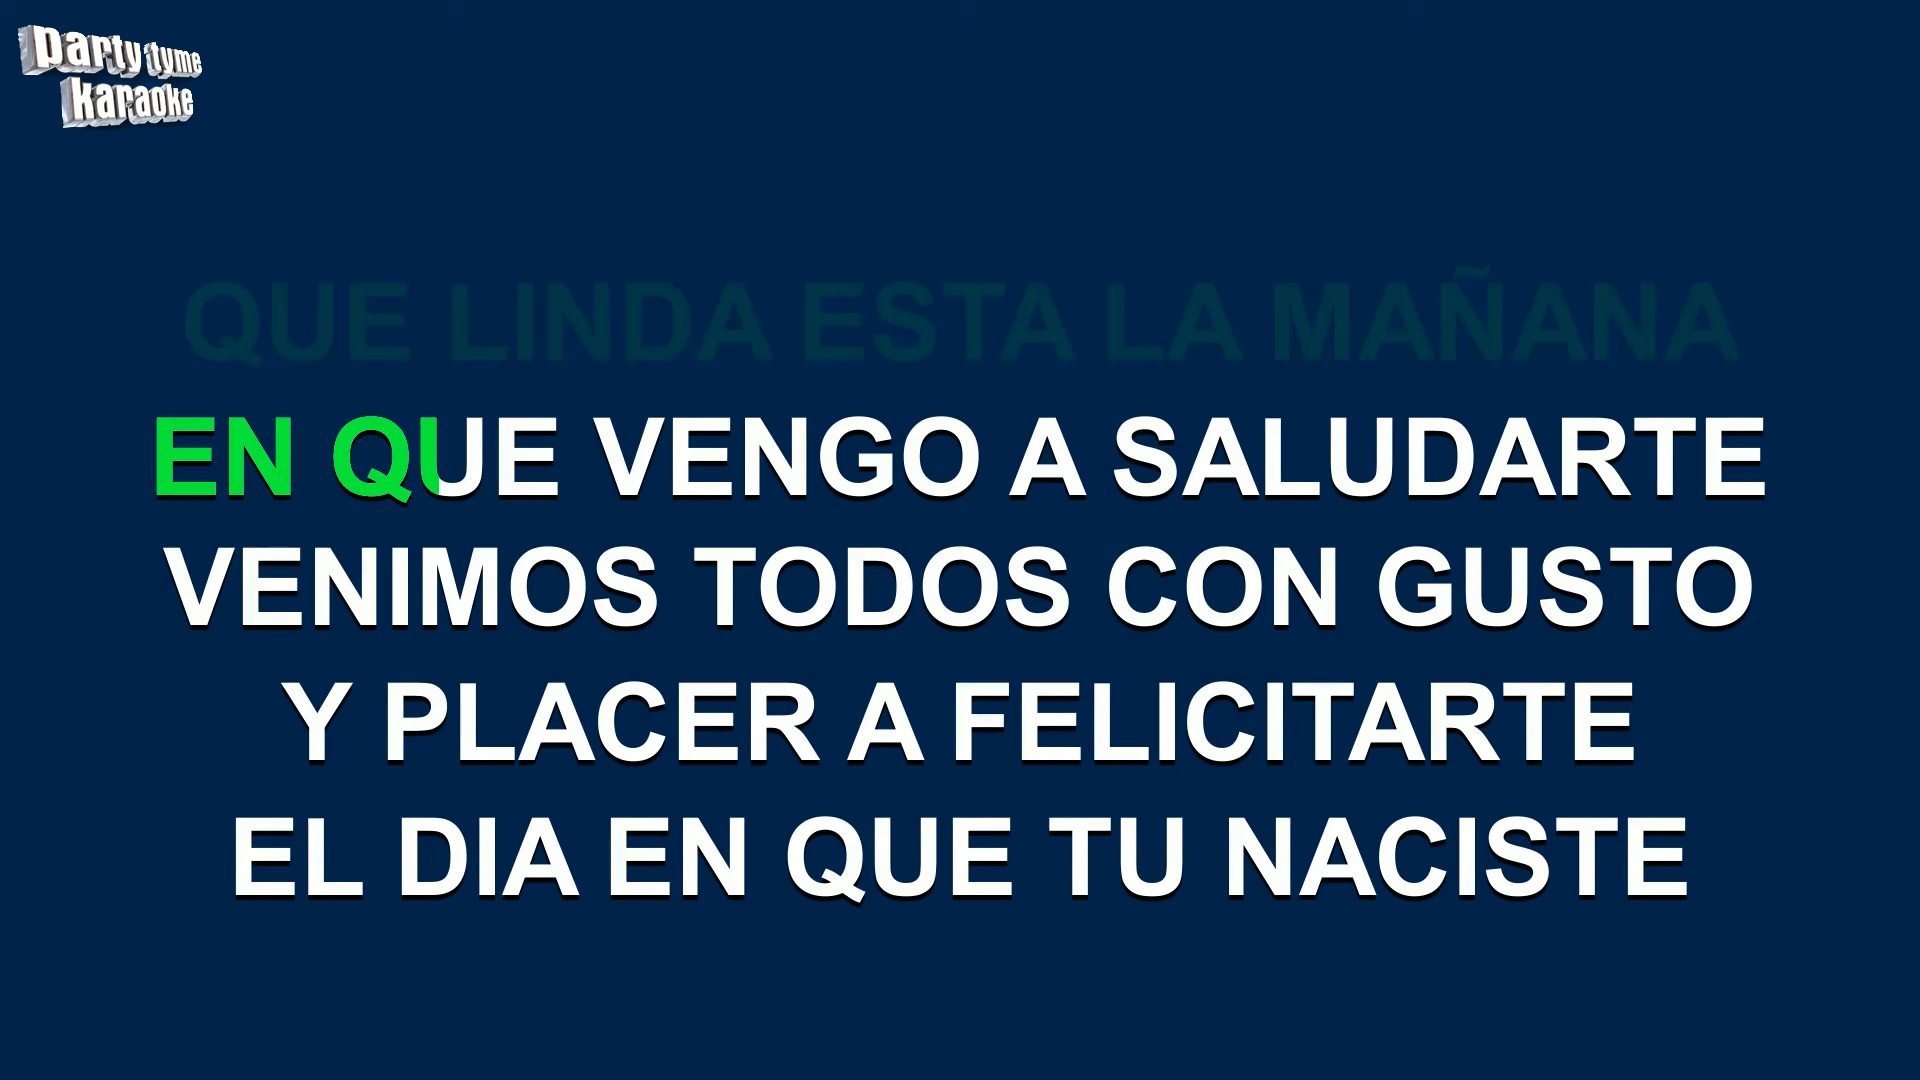 party tyme
karaoke
QUE LINDA ESTA LA MAÑANA
EN QUE VENGO A SALUDARTE
VENIMOS TODOS CON GUSTO
Y PLACER A FELICITARTE
EL DIA EN QUE TU NACISTE